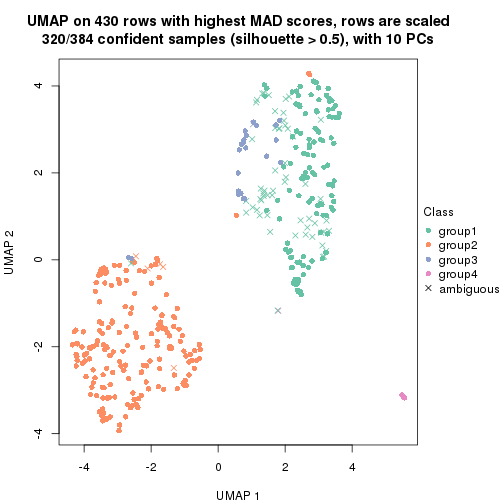 UMAP on 430 rows with highest MAD scores, rows are scaled
320/384 confident samples (silhouette > 0.5), with 10 PCs
4
2
0
-2
-4
UMAP 2
-4
-2
0
2
4
UMAP 1
Class
group1
group2
group3
group4
ambiguous